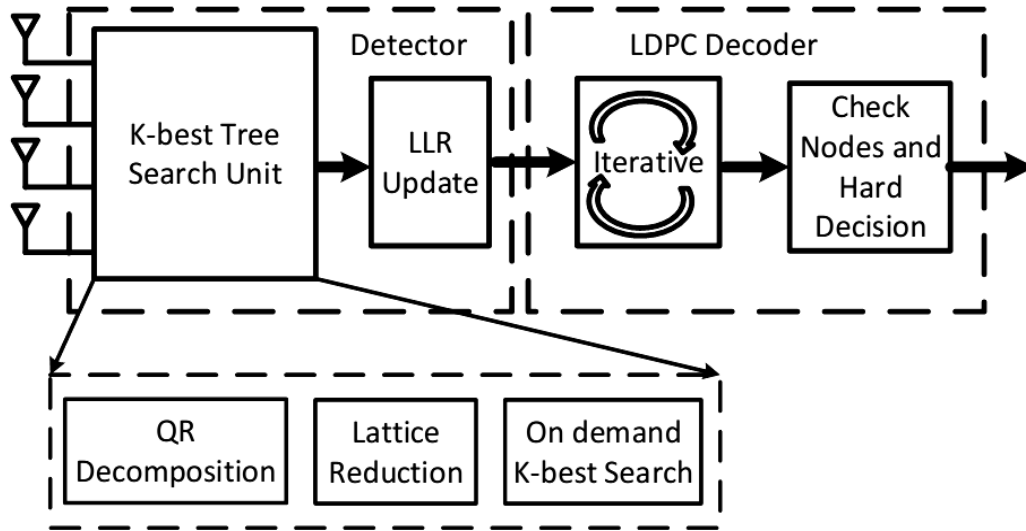 Detector
LDPC Decoder
K-best Tree
Search Unit
LLR
Update
Iterative
Check
Nodes and
Hard
Decision
QR
Decomposition
Lattice
Reduction
On demand
K-best Search